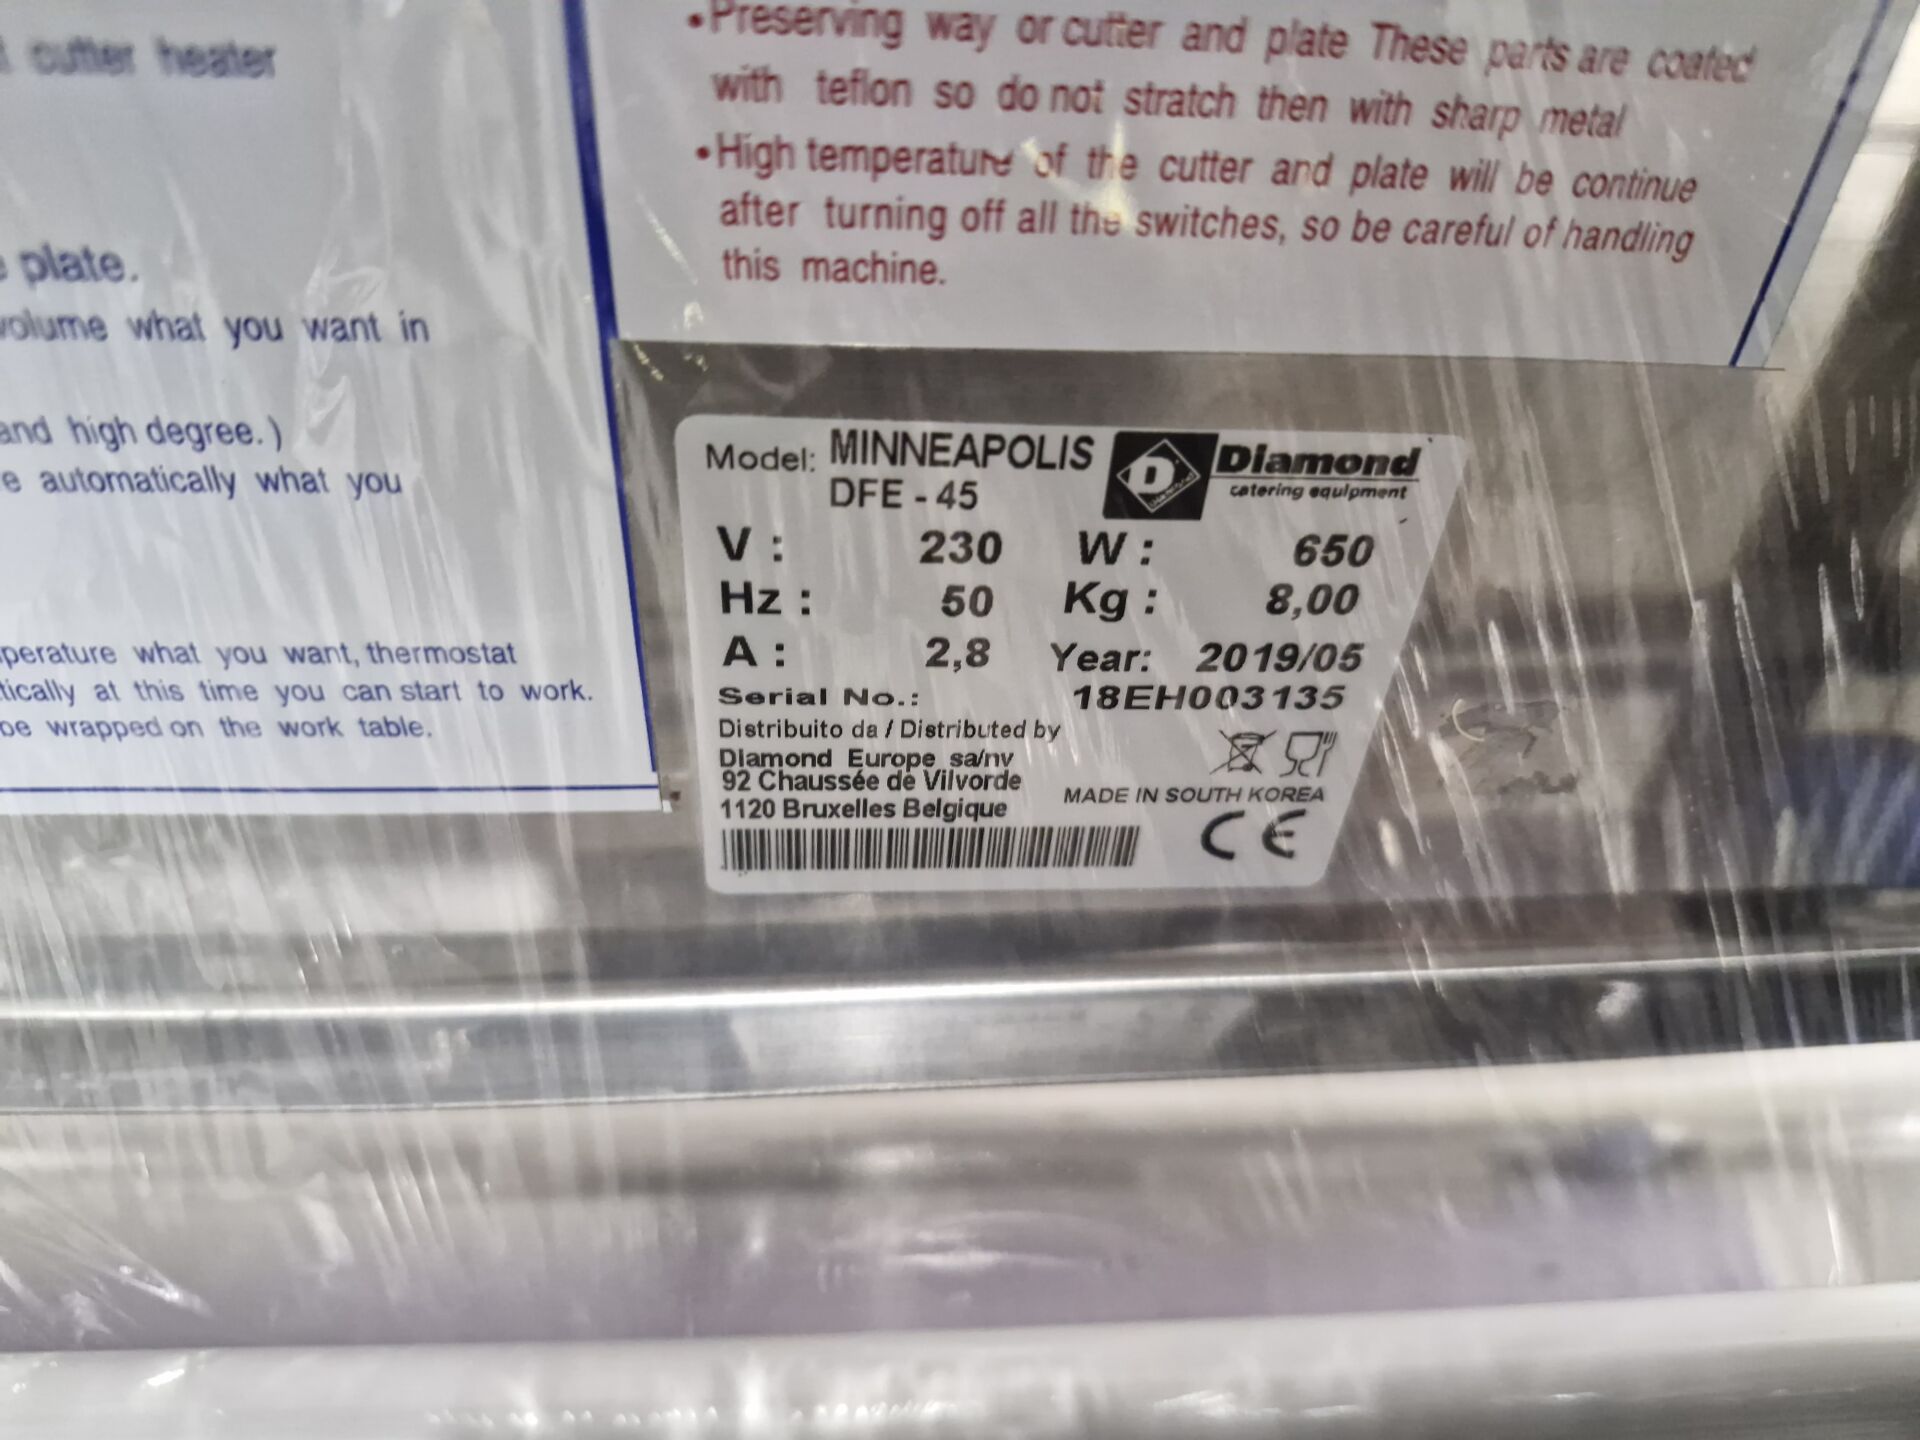 cutter heater
plate.
volume what you want in
and high degree.)
automatically what you
perature what you want, thermostat
tically at this time you can start to work.
be wrapped on the work table.
•Preserving way or cutter and plate These parts are coated
with teflon so do not stratch then with sharp metal
•High temperature of the cutter and plate will be continue
after turning off all the switches, so be careful of handling
this machine.
Model: MINNEAPOLIS
DFE - 45
D Diamond
catering equipment
V : 230 W : 650
Hz : 50 Kg : 8,00
A : 2,8 Year: 2019/05
Serial No.: 18EH003135
Distribuito da / Distributed by
Diamond Europe sa/nv
92 Chaussée de Vilvorde
1120 Bruxelles Belgique
MADE IN SOUTH KOREA
CE